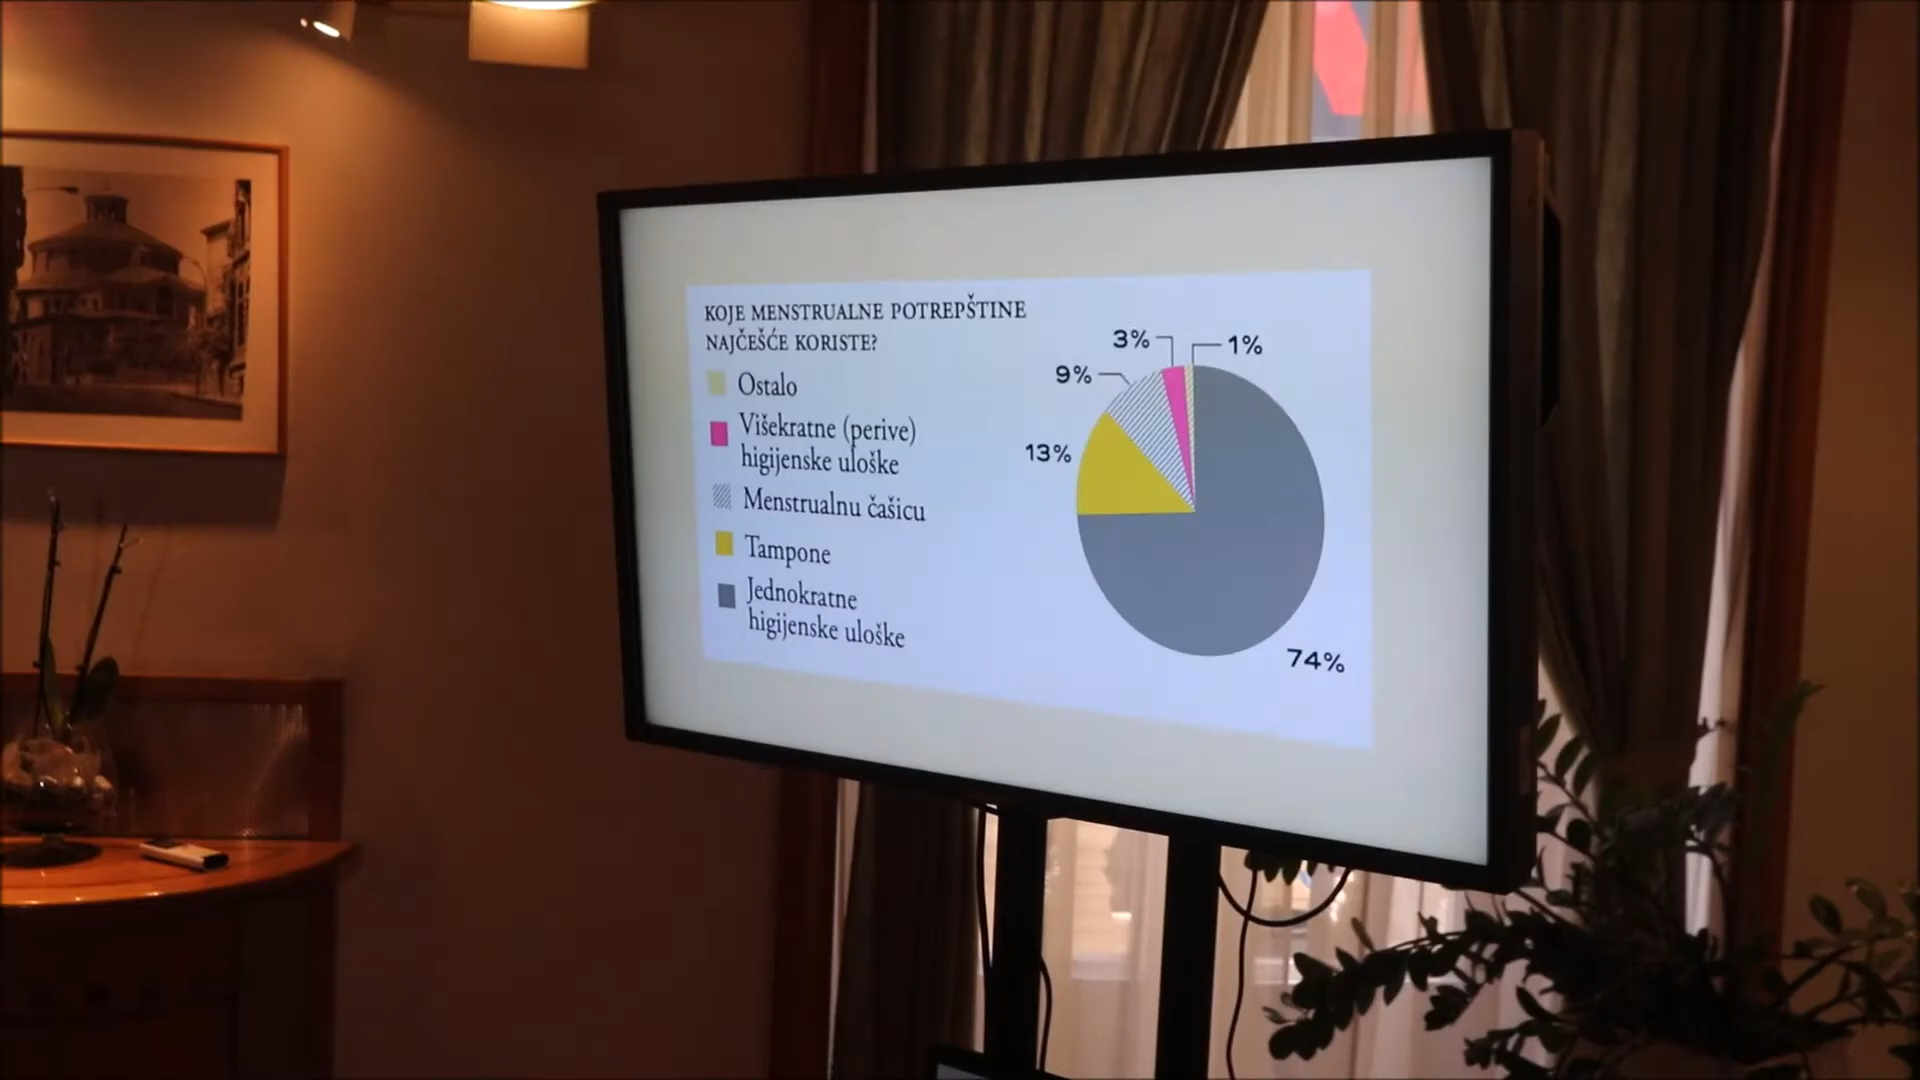 KOJE MENSTRUALNE POTREPŠTINE
NAJČEŠĆE KORISTE?
Ostalo
Višekratne (perive)
higijenske uloške
Menstrualnu čašicu
Tampone
Jednokratne
higijenske uloške
3%
1%
9%
13%
74%